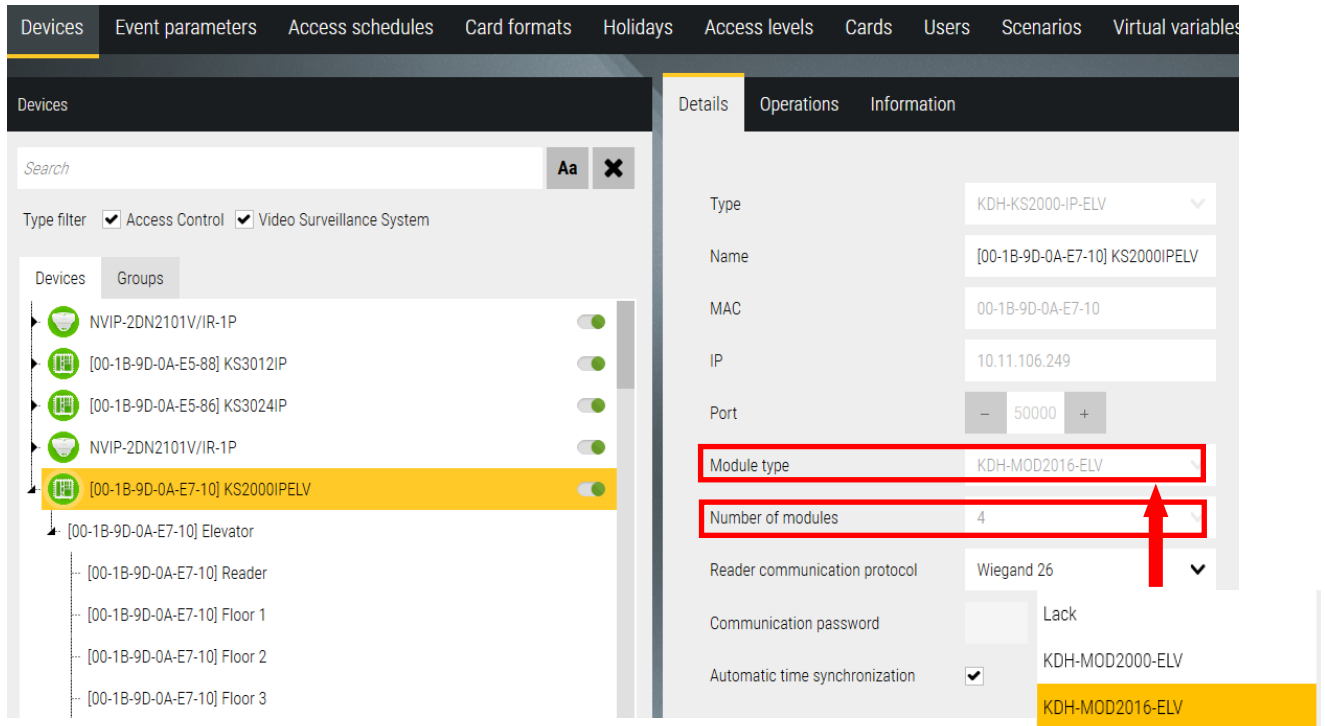 Devices Event parameters Access schedules Card formats Holidays Access levels Cards Users Scenarios Virtual variables
Devices
Search
Aa
Type filter Access Control Video Surveillance System
Devices Groups
NVIP-2DN2101V/IR-1P
[00-1B-9D-0A-E5-88] KS3012IP
[00-1B-9D-0A-E5-86] KS3024IP
NVIP-2DN2101V/IR-1P
[00-1B-9D-0A-E7-10] KS2000IPELV
[00-1B-9D-0A-E7-10] Elevator
[00-1B-9D-0A-E7-10] Reader
[00-1B-9D-0A-E7-10] Floor 1
[00-1B-9D-0A-E7-10] Floor 2
[00-1B-9D-0A-E7-10] Floor 3
Details Operations Information
Type KDH-KS2000-IP-ELV
Name [00-1B-9D-0A-E7-10] KS2000IPELV
MAC 00-1B-9D-0A-E7-10
IP 10.11.106.249
Port − 50000 +
Module type KDH-MOD2016-ELV
Number of modules 4
Reader communication protocol Wiegand 26
Communication password
Automatic time synchronization
Lack
KDH-MOD2000-ELV
KDH-MOD2016-ELV